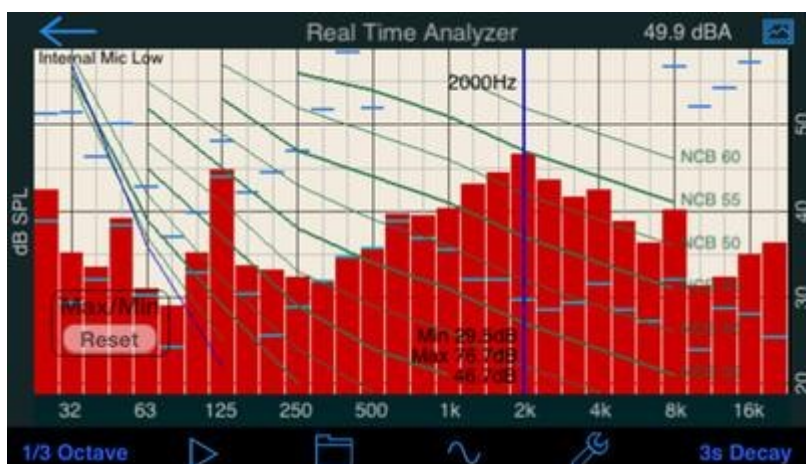 Real Time Analyzer 49.9 dBA
Internal Mic Low
2000Hz
50
NCB 60
NCB 55
40
NCB 50
dB SPL
30
Max/Min
Reset
Min 29.5dB
Max 76.7dB
46.7dB
20
32 63 125 250 500 1k 2k 4k 8k 16k
1/3 Octave 3s Decay